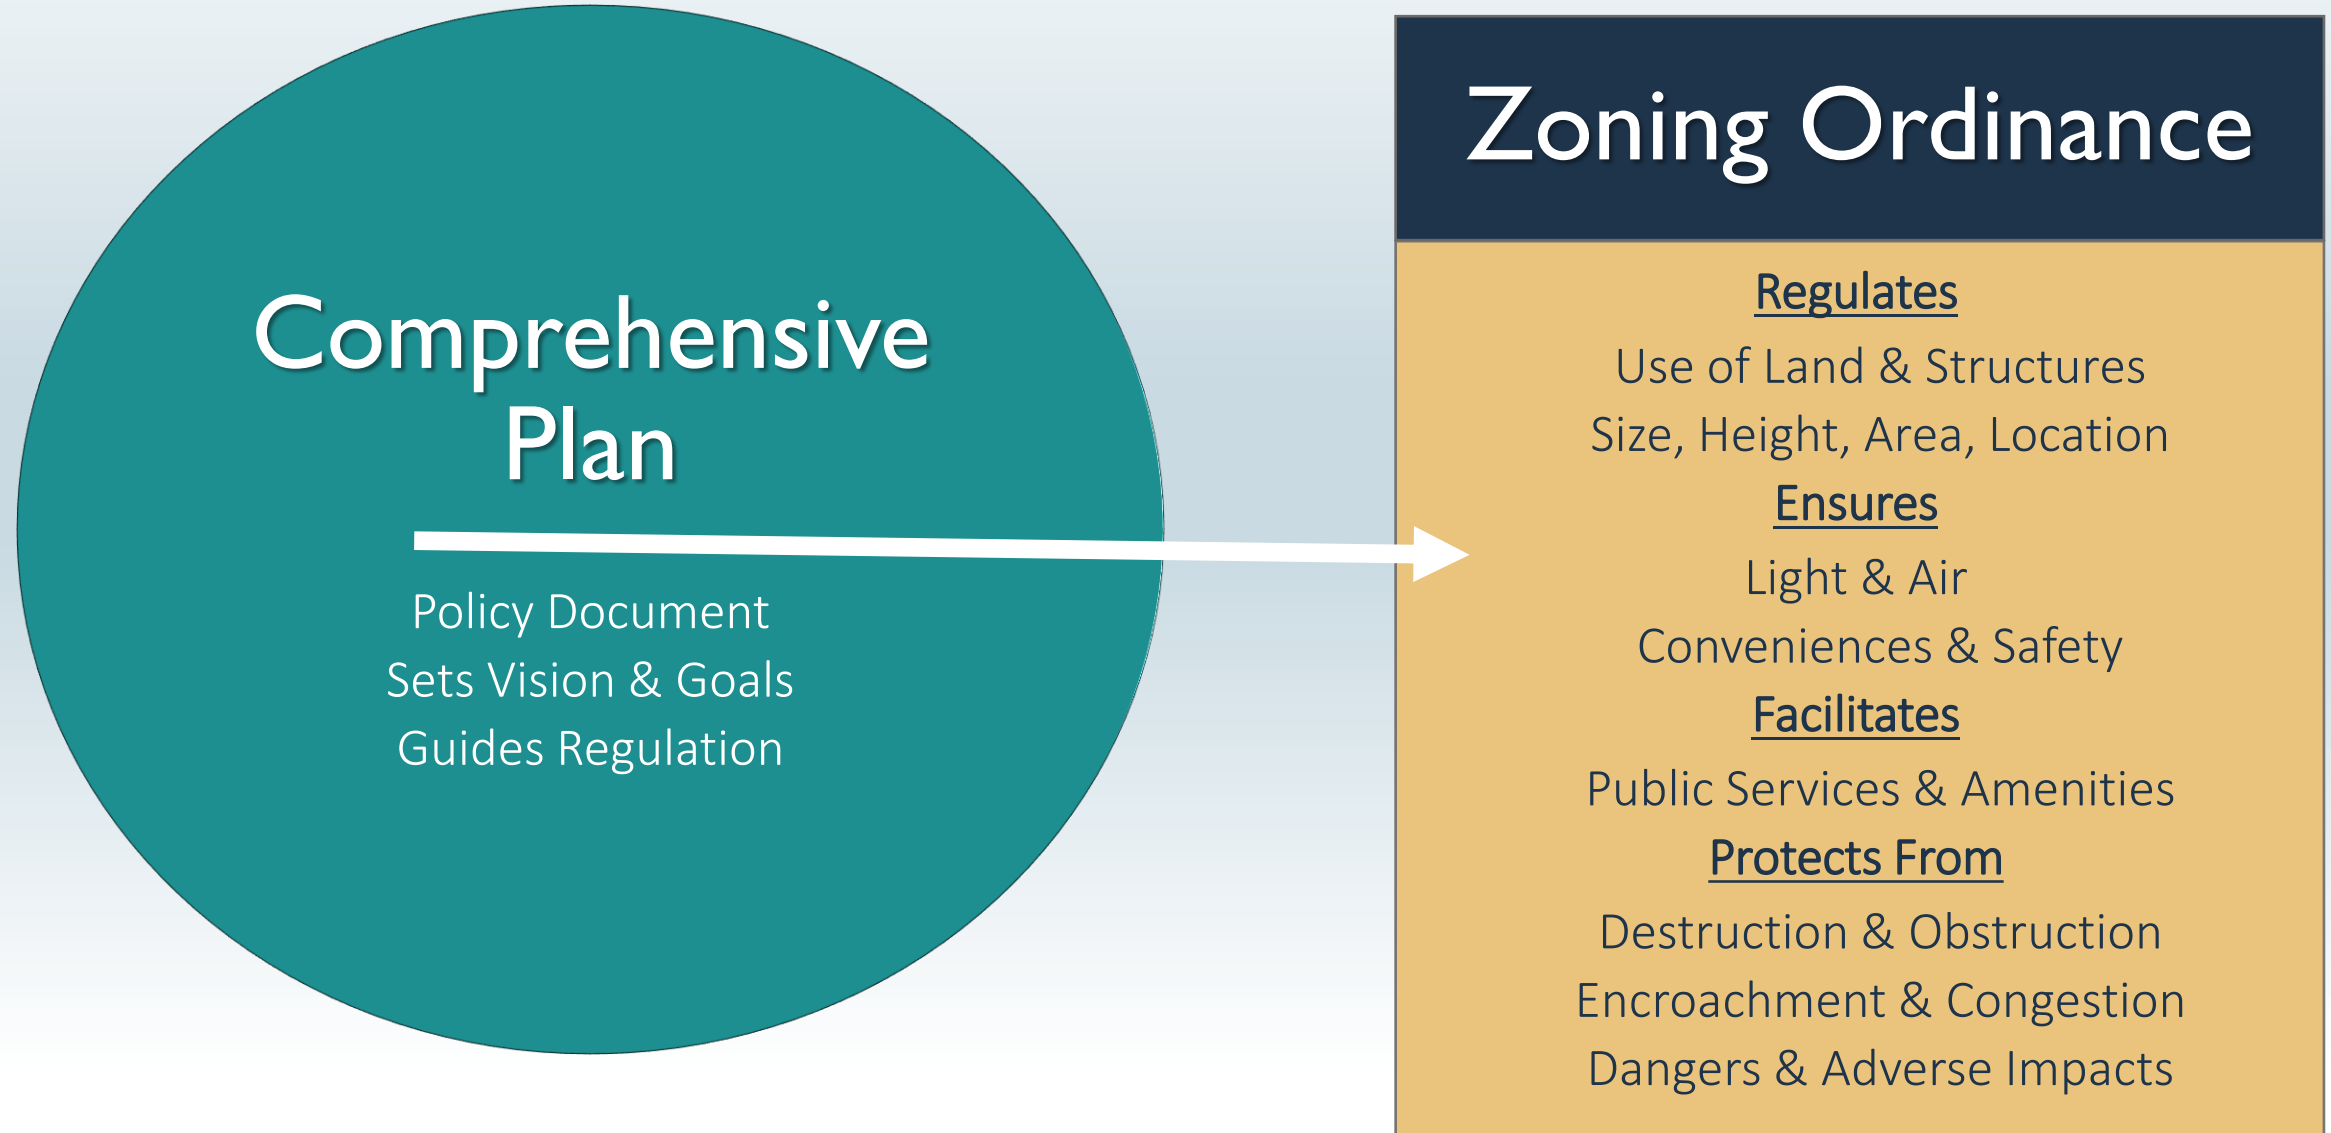 Comprehensive
Plan
Policy Document
Sets Vision & Goals
Guides Regulation
Zoning Ordinance
Regulates
Use of Land & Structures
Size, Height, Area, Location
Ensures
Light & Air
Conveniences & Safety
Facilitates
Public Services & Amenities
Protects From
Destruction & Obstruction
Encroachment & Congestion
Dangers & Adverse Impacts